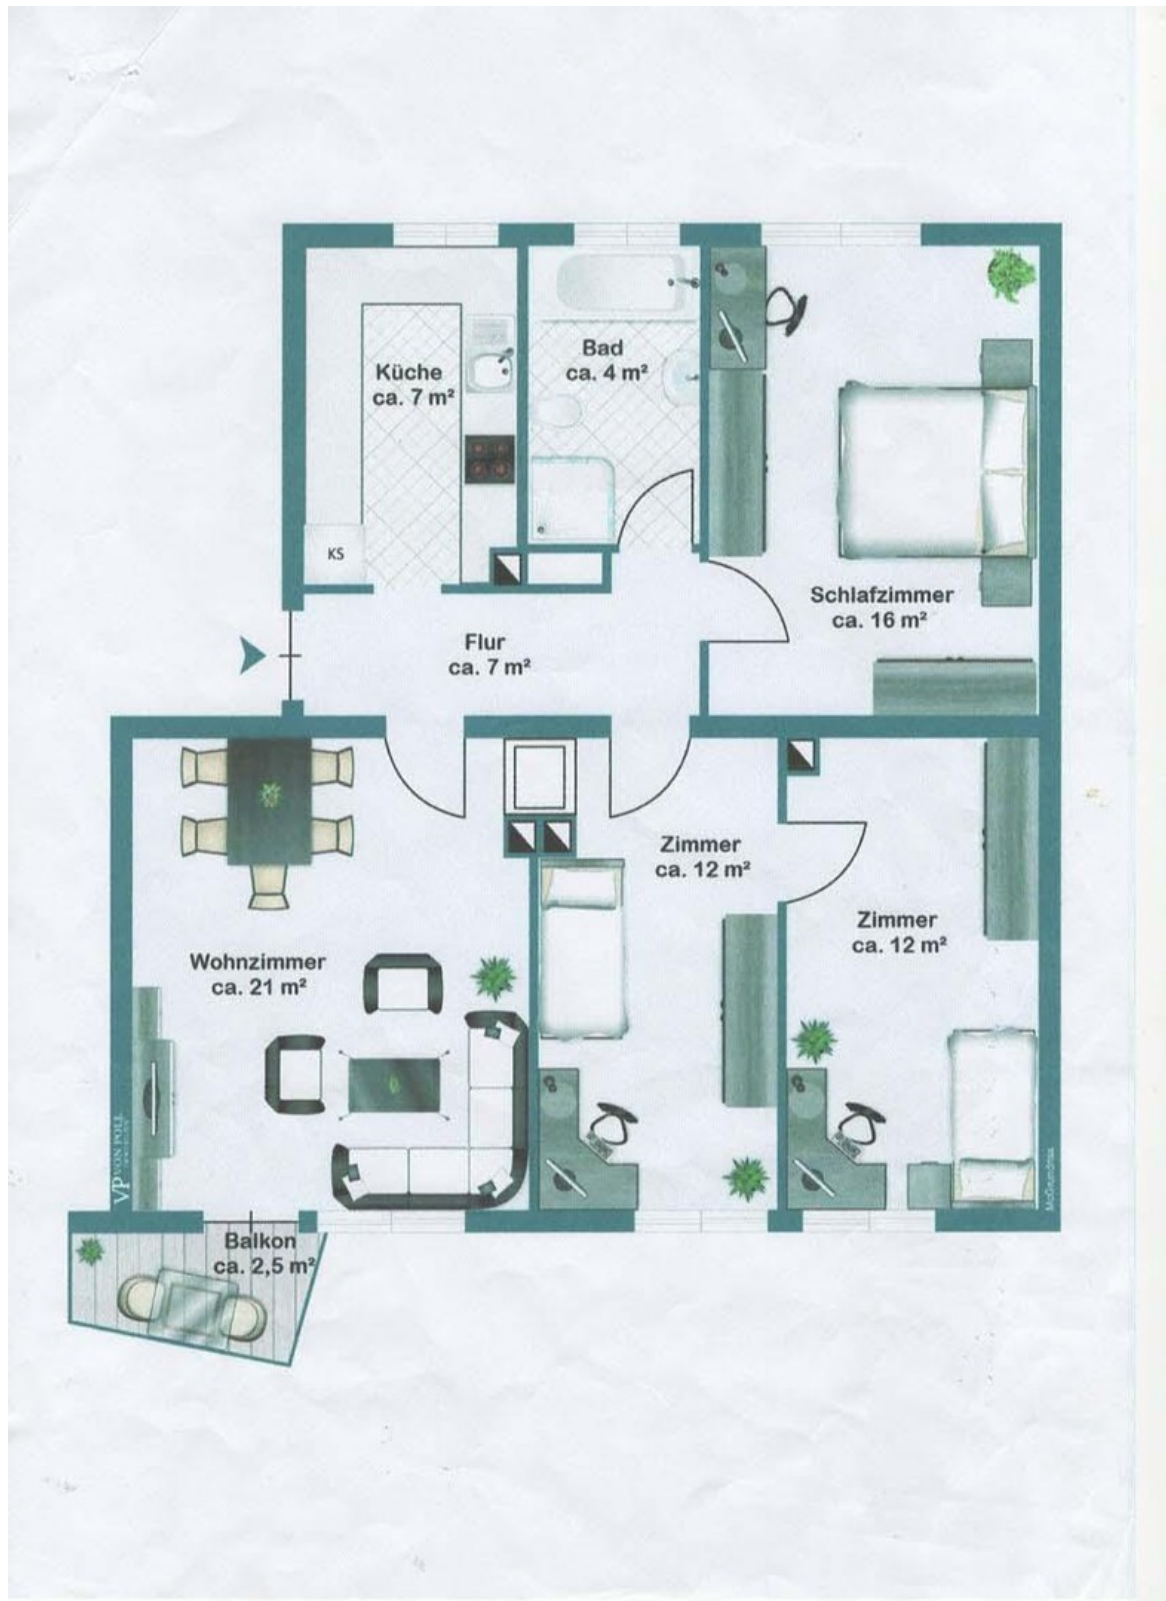 Küche
ca. 7 m²
Bad
ca. 4 m²
KS
Schlafzimmer
ca. 16 m²
Flur
ca. 7 m²
Zimmer
ca. 12 m²
Zimmer
ca. 12 m²
Wohnzimmer
ca. 21 m²
VP VON POLL
Balkon
ca. 2,5 m²